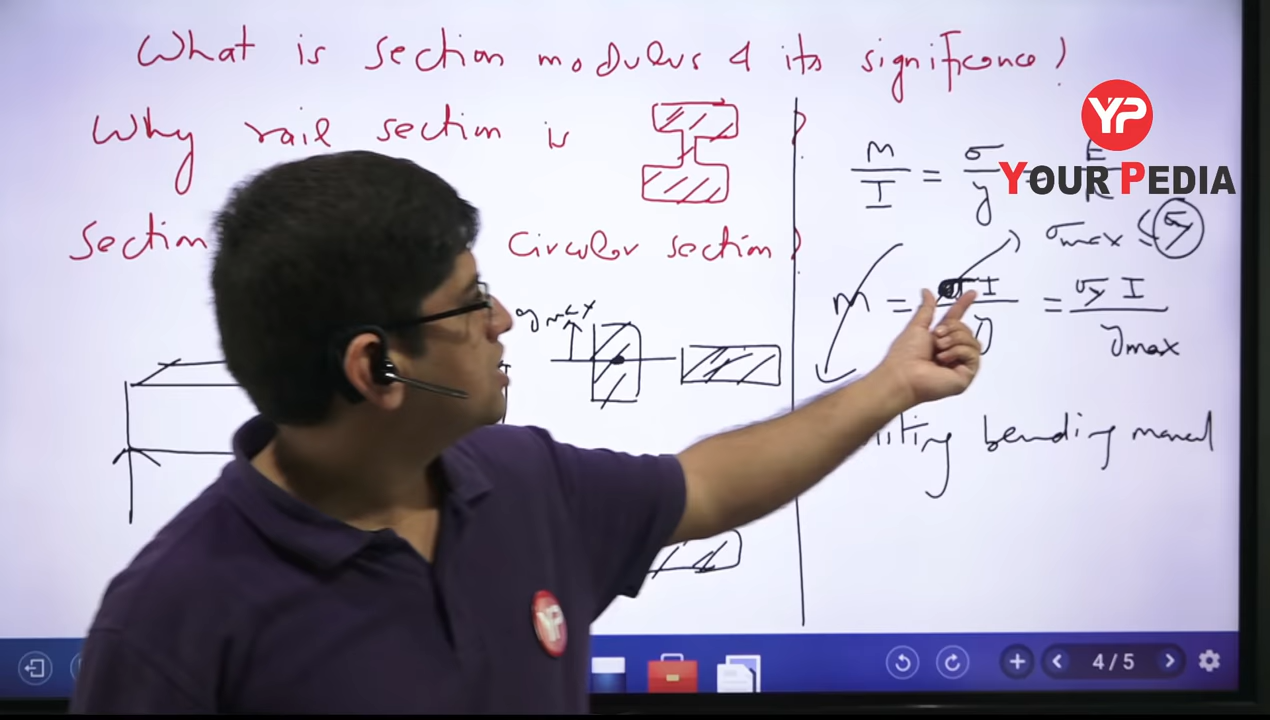 What is section modulus & its significance?
Why rail section is
Section
Circular section ?
M/I = σ/y = E
σmax ≤ σy
M = σ I = σy I / ymax
ymax
bending moment
YP
YOUR PEDIA
YP
4/5